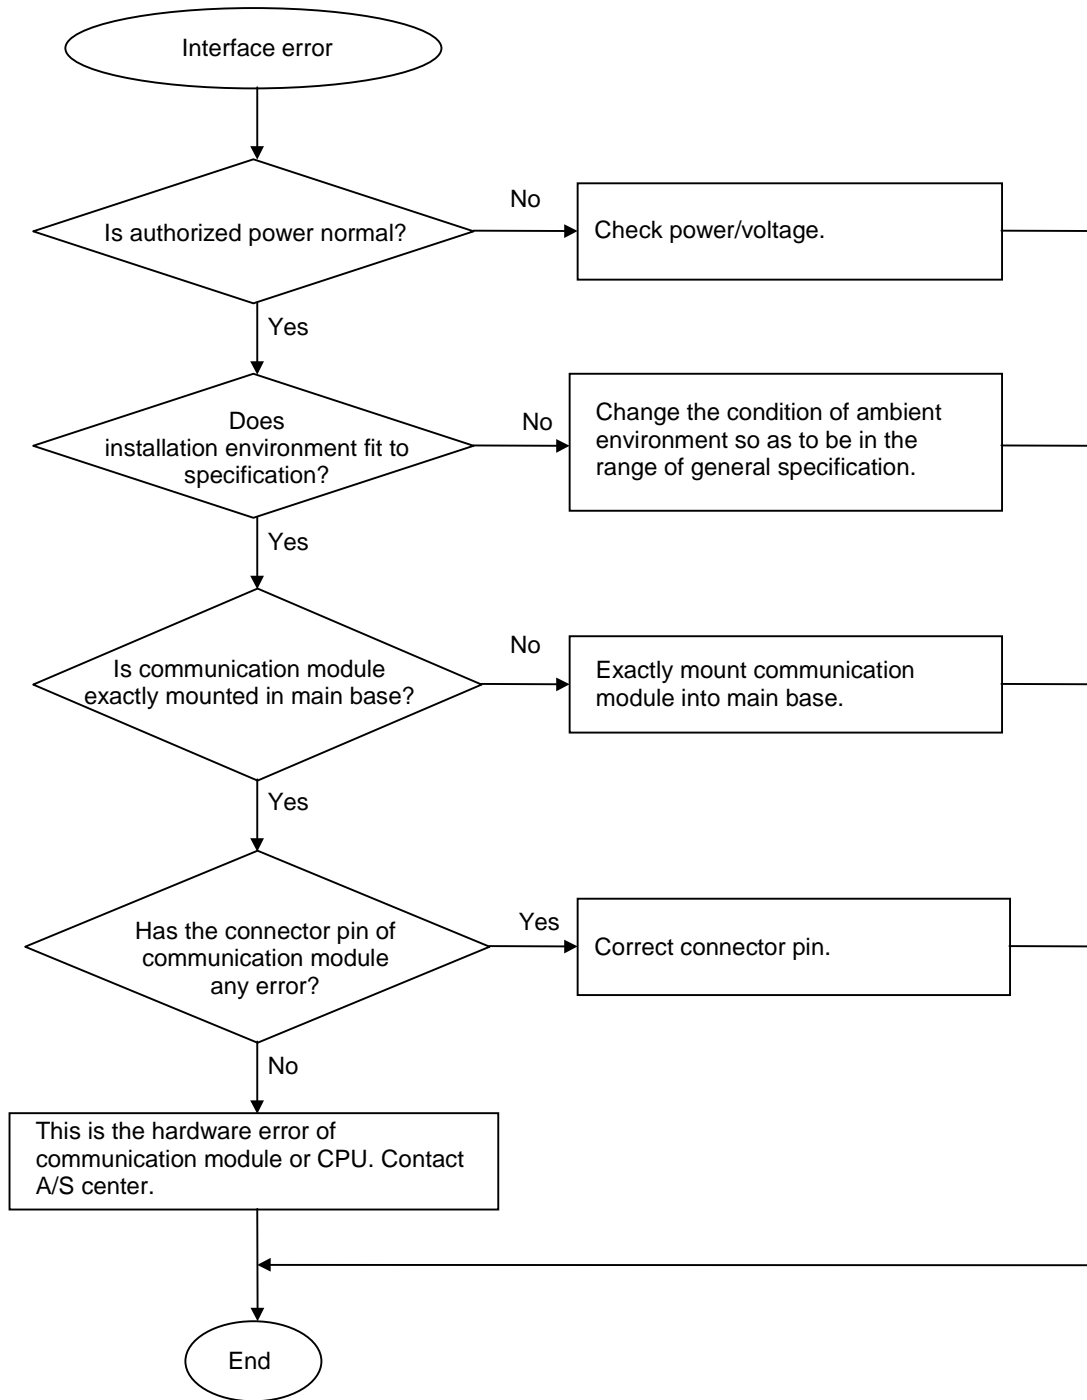 Interface error
Is authorized power normal?
No
Check power/voltage.
Yes
Does
installation environment fit to
specification?
No
Change the condition of ambient
environment so as to be in the
range of general specification.
Yes
Is communication module
exactly mounted in main base?
No
Exactly mount communication
module into main base.
Yes
Has the connector pin of
communication module
any error?
Yes
Correct connector pin.
No
This is the hardware error of
communication module or CPU. Contact
A/S center.
End